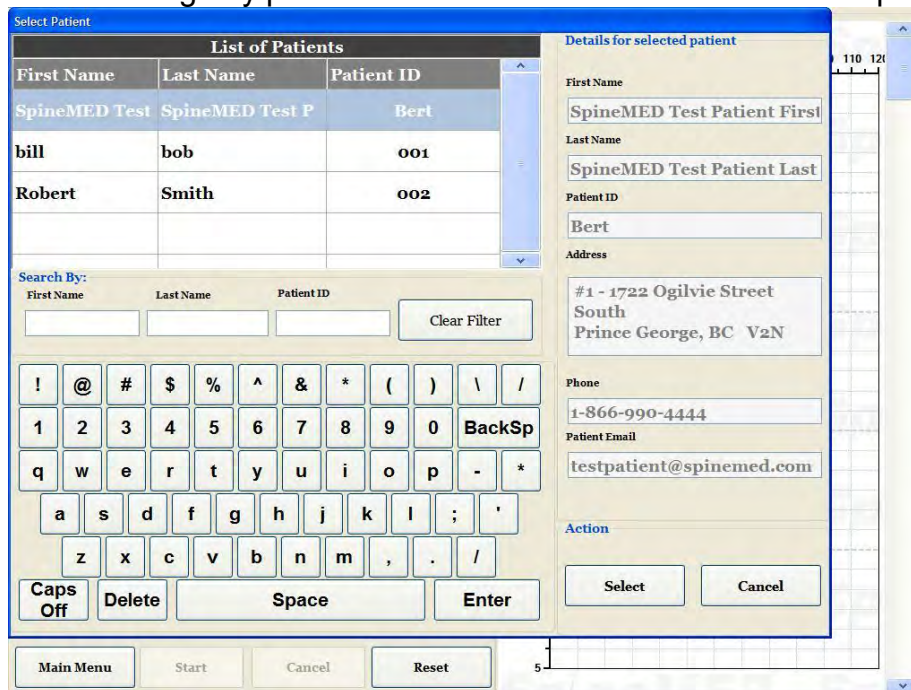 Select Patient
List of Patients
First Name Last Name Patient ID
SpineMED Test SpineMED Test P Bert
bill bob 001
Robert Smith 002
Search By:
First Name Last Name Patient ID
Clear Filter
! @ # $ % ^ & * ( ) \ /
1 2 3 4 5 6 7 8 9 0 BackSp
q w e r t y u i o p - *
a s d f g h j k l ; '
z x c v b n m , . /
Caps Off Delete Space Enter
Details for selected patient
First Name
SpineMED Test Patient First
Last Name
SpineMED Test Patient Last
Patient ID
Bert
Address
#1 - 1722 Ogilvie Street
South
Prince George, BC V2N
Phone
1-866-990-4444
Patient Email
testpatient@spinemed.com
Action
Select Cancel
110 120
Main Menu Start Cancel Reset
5